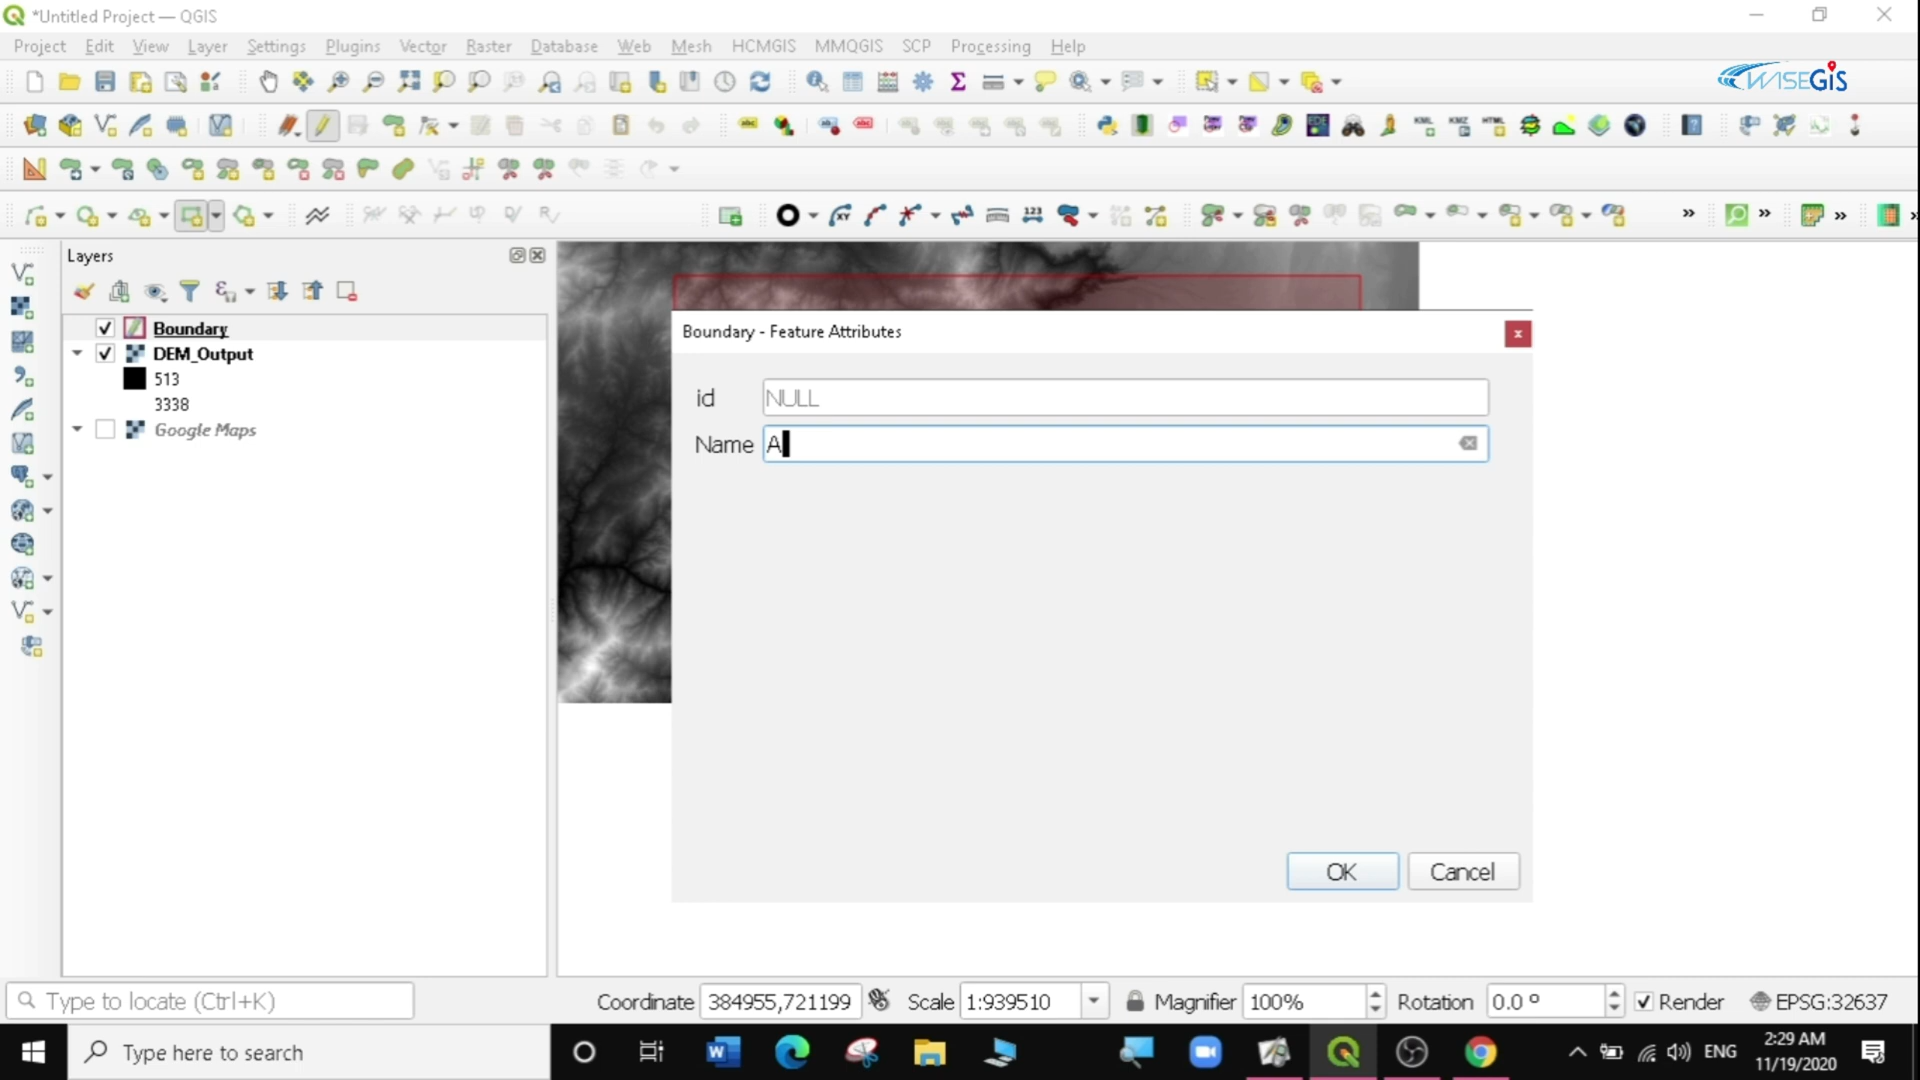 *Untitled Project — QGIS
WISEGIS
Project Edit View Layer Settings Plugins Vector Raster Database Web Mesh HCMGIS MMQGIS SCP Processing Help
Layers
Boundary
DEM_Output
513
3338
Google Maps
Boundary - Feature Attributes
id NULL
Name A
OK Cancel
Type to locate (Ctrl+K) Coordinate 384955,721199 Scale 1:939510 Magnifier 100% Rotation 0.0 ° Render EPSG:32637
Type here to search ENG 2:29 AM
11/19/2020